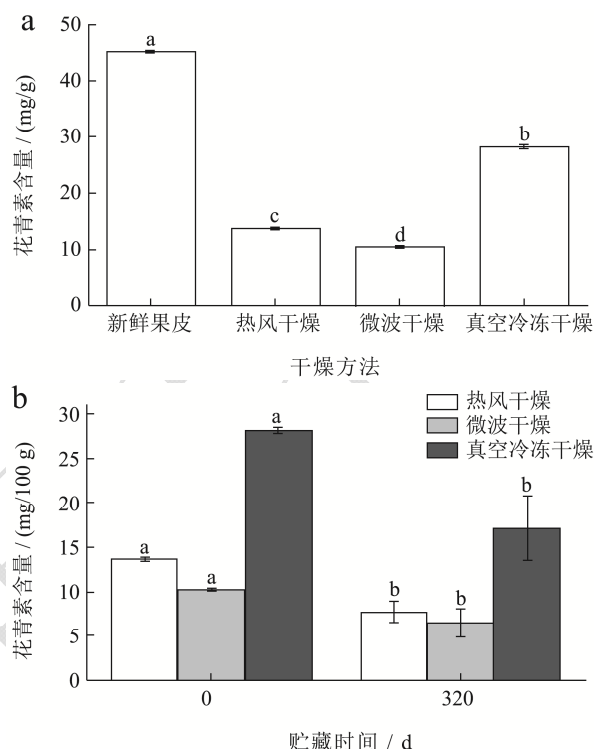 a
花青素含量 / (mg/g)
50
40
30
20
10
0
a
c
d
b
新鲜果皮 热风干燥 微波干燥 真空冷冻干燥
干燥方法
b
花青素含量 / (mg/100 g)
30
25
20
15
10
5
0
热风干燥
微波干燥
真空冷冻干燥
a
a
a
b
b
b
0 320
贮藏时间 / d